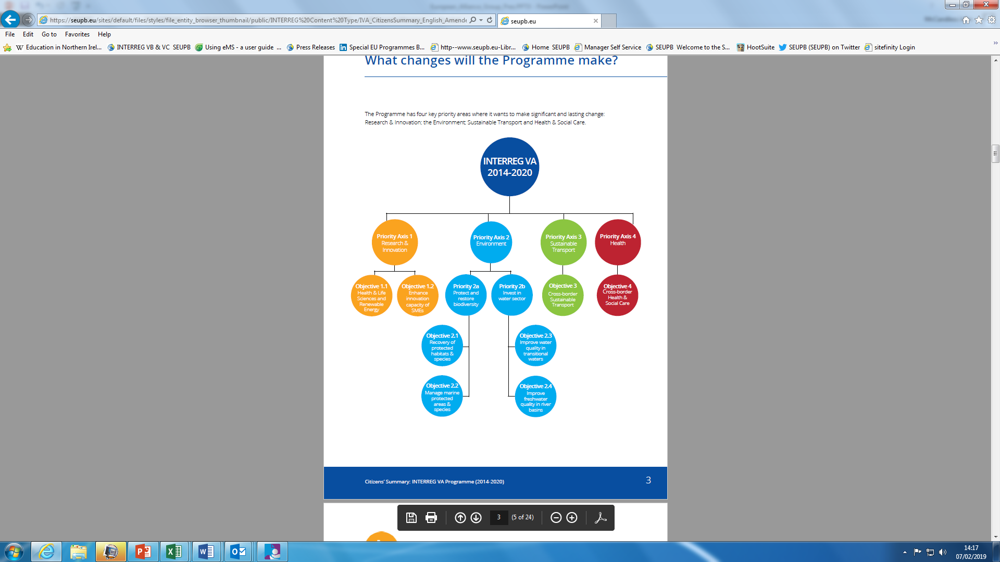 https://seupb.eu/sites/default/files/styles/file_entity_browser_thumbnail/public/INTERREG%20Content%20Type/IVA_CitizensSummary_English_Amende
seupb.eu
File Edit Go to Favorites Help
Education in Northern Irel...
INTERREG VB & VC SEUPB
Using eMS - a user guide ...
Press Releases
Special EU Programmes B...
http--www.seupb.eu-Libr...
Home SEUPB
Manager Self Service
SEUPB Welcome to the S...
HootSuite
SEUPB (SEUPB) on Twitter
sitefinity Login
What changes will the Programme make?
The Programme has four key priority areas where it wants to make significant and lasting change:
Research & Innovation; the Environment; Sustainable Transport and Health & Social Care.
INTERREG VA
2014-2020
Priority Axis 1
Research &
Innovation
Priority Axis 2
Environment
Priority Axis 3
Sustainable
Transport
Priority Axis 4
Health
Objective 1.1
Health & Life
Sciences and
Renewable
Energy
Objective 1.2
Enhance
innovation
capacity of
SMEs
Priority 2a
Protect and
restore
biodiversity
Priority 2b
Invest in
water sector
Objective 3
Cross-border
Sustainable
Transport
Objective 4
Cross-border
Health &
Social Care
Objective 2.1
Recovery of
protected
habitats &
species
Objective 2.3
Improve water
quality in
transitional
waters
Objective 2.2
Manage marine
protected
areas &
species
Objective 2.4
Improve
freshwater
quality in river
basins
Citizens' Summary: INTERREG VA Programme (2014-2020)
3
3 (5 of 24)
14:17
07/02/2019